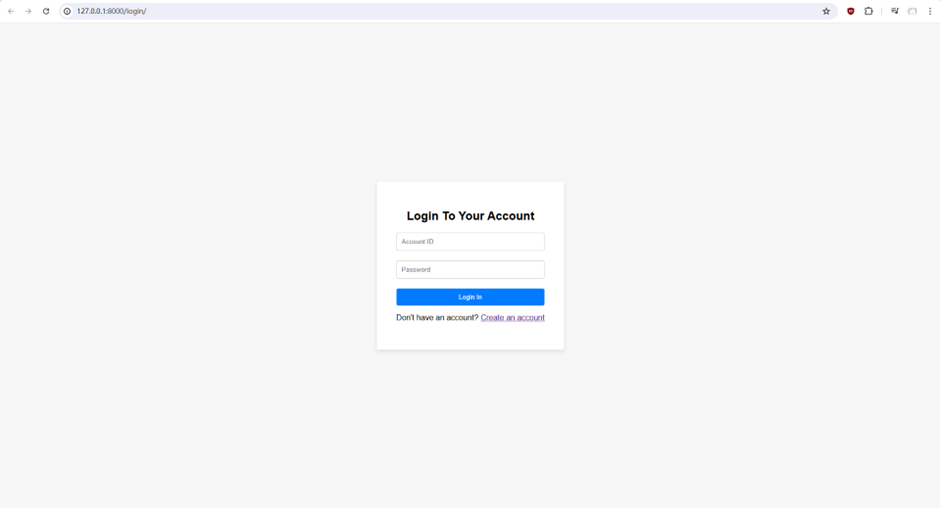 127.0.0.1:8000/login/
Login To Your Account
Account ID
Password
Login In
Don't have an account? Create an account